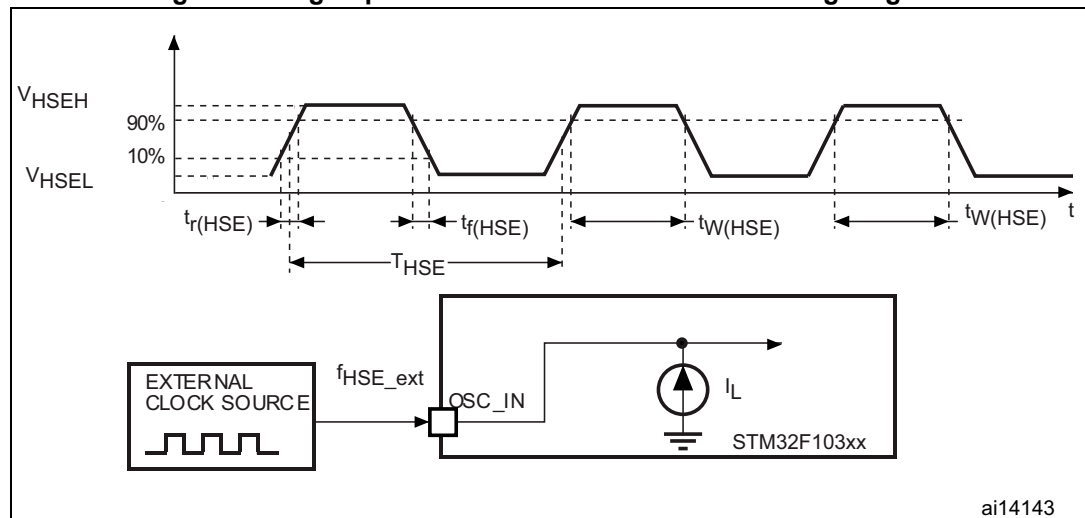 VHSEH
90%
10%
VHSEL
tr(HSE)
tf(HSE)
tW(HSE)
tW(HSE)
t
THSE
fHSE_ext
EXTERNAL
CLOCK SOURCE
OSC_IN
IL
STM32F103xx
ai14143